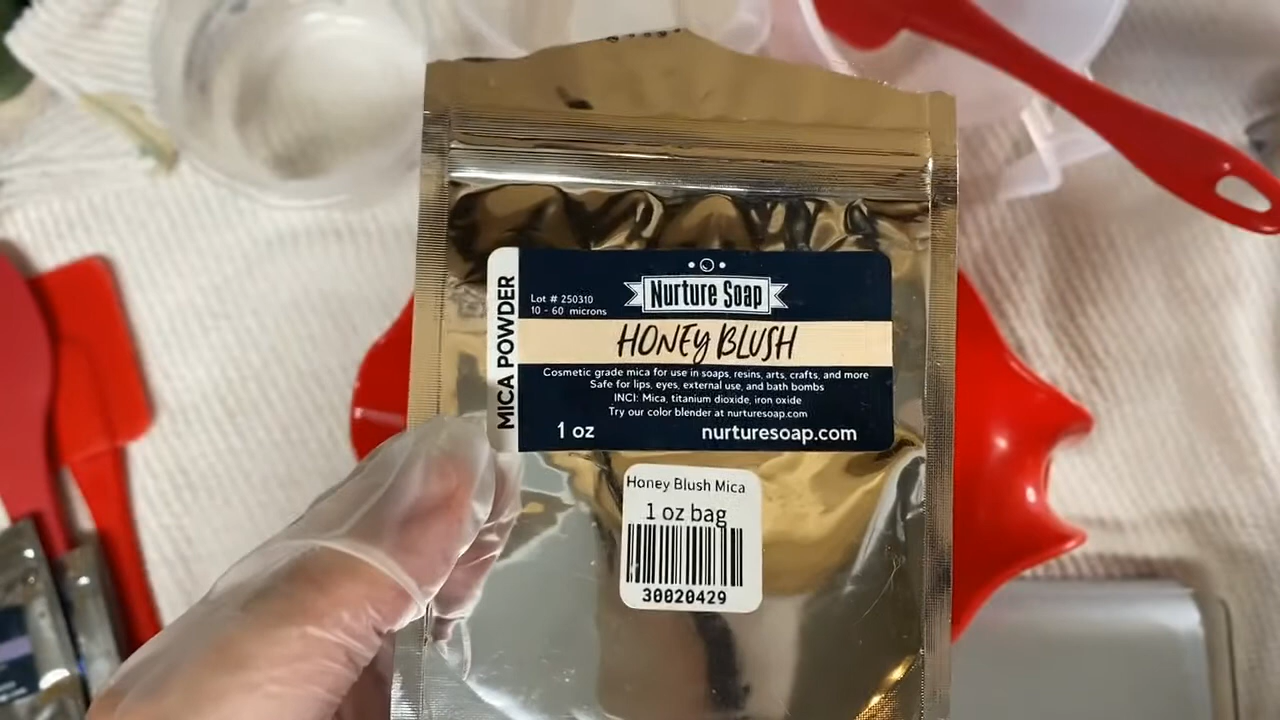 MICA POWDER
Lot # 250310
10 - 60 microns
Nurture Soap
HONEY BLUSH
Cosmetic grade mica for use in soaps, resins, arts, crafts, and more
Safe for lips, eyes, external use, and bath bombs
INCI: Mica, titanium dioxide, iron oxide
Try our color blender at nurturesoap.com
1 oz
nurturesoap.com
Honey Blush Mica
1 oz bag
30020429